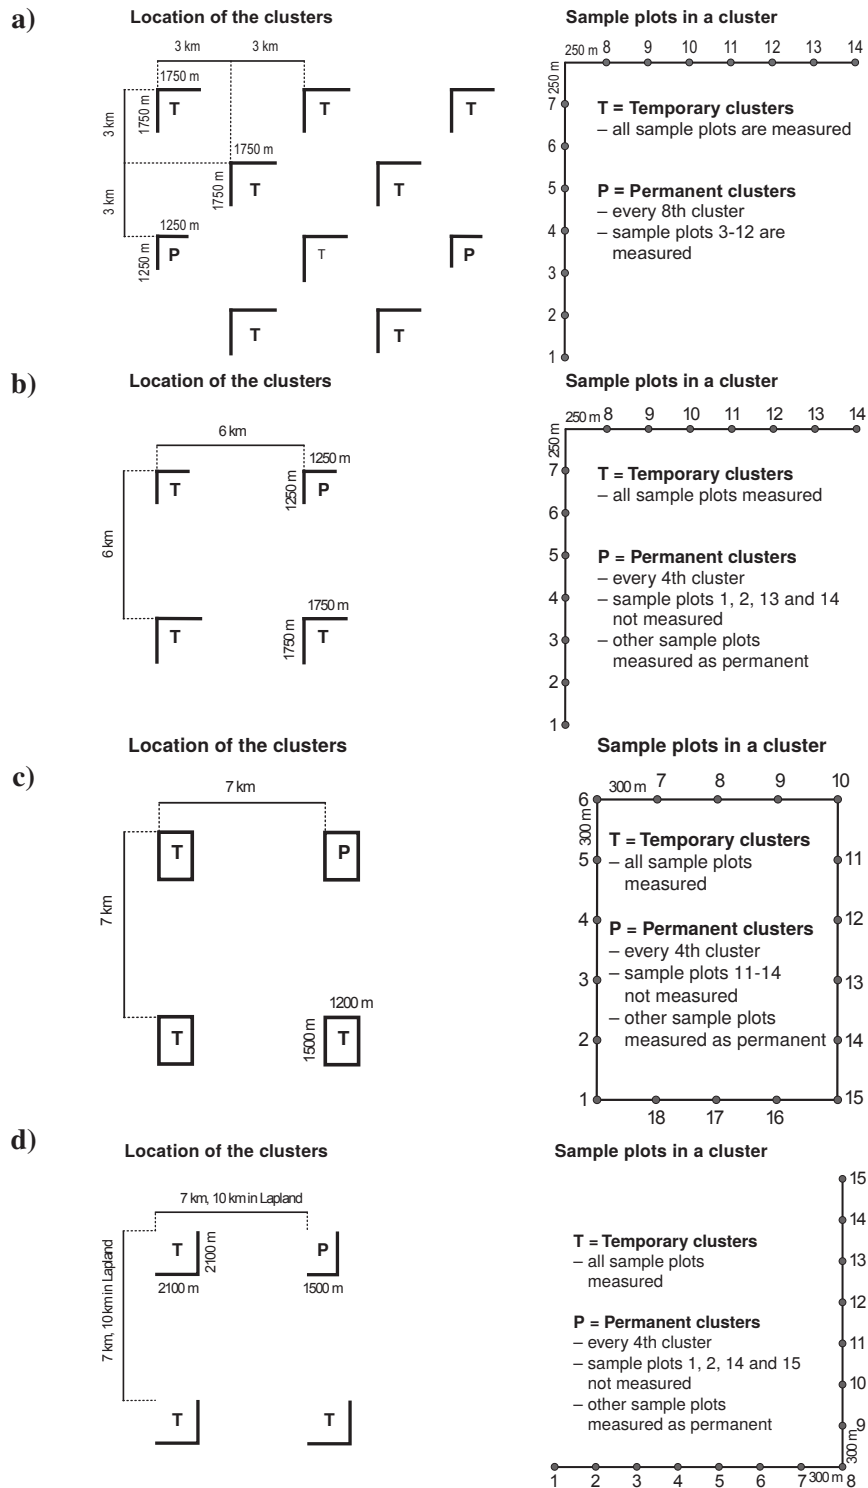 a)
Location of the clusters
3 km
3 km
1750 m
1750 m
T
T
T
3 km
3 km
1750 m
1750 m
T
T
1250 m
1250 m
P
T
P
T
T
Sample plots in a cluster
250 m
8
9
10
11
12
13
14
250 m
7
6
5
4
3
2
1
T = Temporary clusters
– all sample plots are measured
P = Permanent clusters
– every 8th cluster
– sample plots 3-12 are
measured
b)
Location of the clusters
6 km
6 km
T
1250 m
1250 m
P
T
1750 m
1750 m
T
Sample plots in a cluster
250 m
8
9
10
11
12
13
14
250 m
7
6
5
4
3
2
1
T = Temporary clusters
– all sample plots measured
P = Permanent clusters
– every 4th cluster
– sample plots 1, 2, 13 and 14
not measured
– other sample plots
measured as permanent
c)
Location of the clusters
7 km
7 km
T
P
T
1200 m
1500 m
T
Sample plots in a cluster
6
300 m
7
8
9
10
300 m
5
4
3
2
1
11
12
13
14
15
18
17
16
T = Temporary clusters
– all sample plots
measured
P = Permanent clusters
– every 4th cluster
– sample plots 11-14
not measured
– other sample plots
measured as permanent
d)
Location of the clusters
7 km, 10 km in Lapland
7 km, 10 km in Lapland
T
2100 m
2100 m
P
1500 m
T
T
Sample plots in a cluster
15
14
13
12
11
10
9
300 m
T = Temporary clusters
– all sample plots
measured
P = Permanent clusters
– every 4th cluster
– sample plots 1, 2, 14 and 15
not measured
– other sample plots
measured as permanent
1
2
3
4
5
6
7
300 m
8